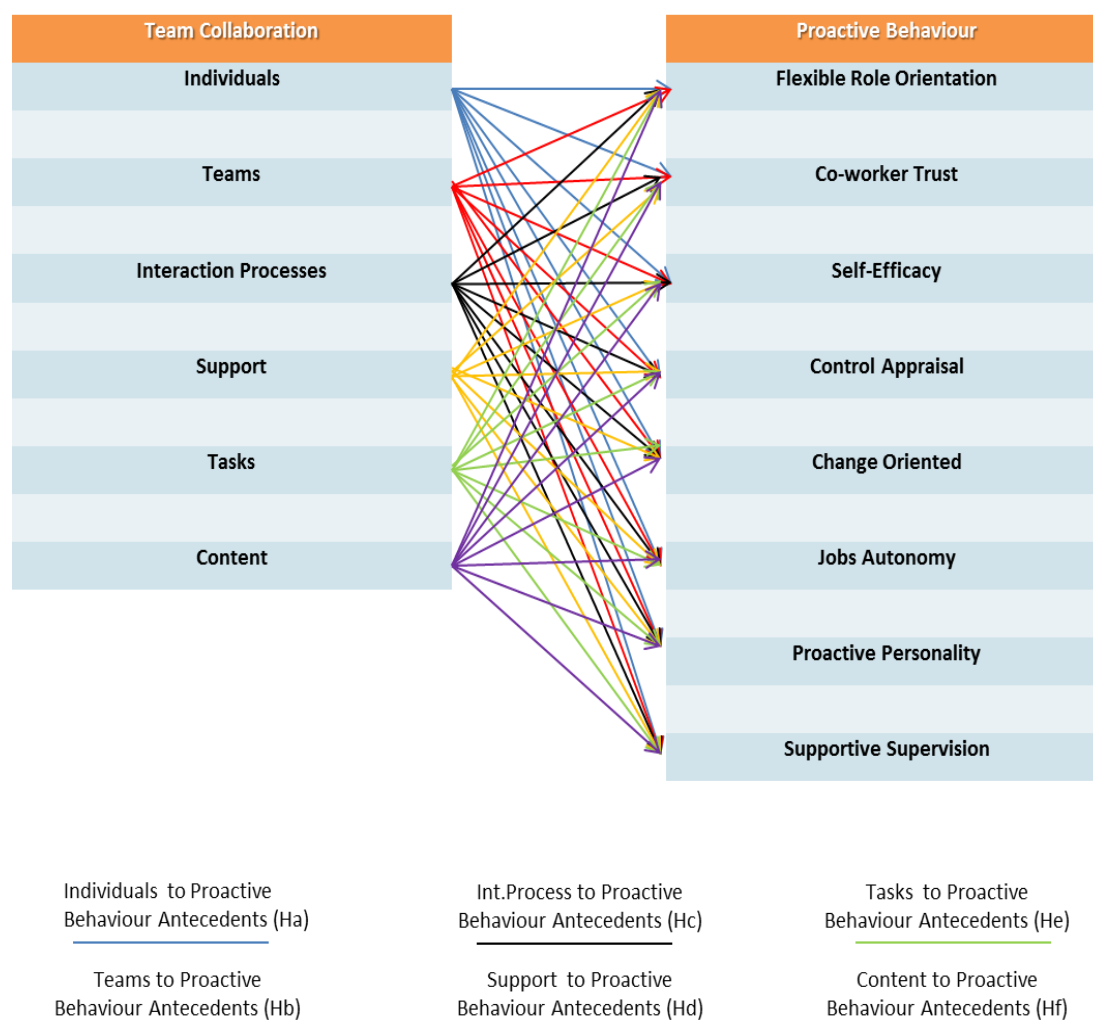 Team Collaboration
Individuals
Teams
Interaction Processes
Support
Tasks
Content
Proactive Behaviour
Flexible Role Orientation
Co-worker Trust
Self-Efficacy
Control Appraisal
Change Oriented
Jobs Autonomy
Proactive Personality
Supportive Supervision
Individuals to Proactive
Behaviour Antecedents (Ha)
Int.Process to Proactive
Behaviour Antecedents (Hc)
Tasks to Proactive
Behaviour Antecedents (He)
Teams to Proactive
Behaviour Antecedents (Hb)
Support to Proactive
Behaviour Antecedents (Hd)
Content to Proactive
Behaviour Antecedents (Hf)